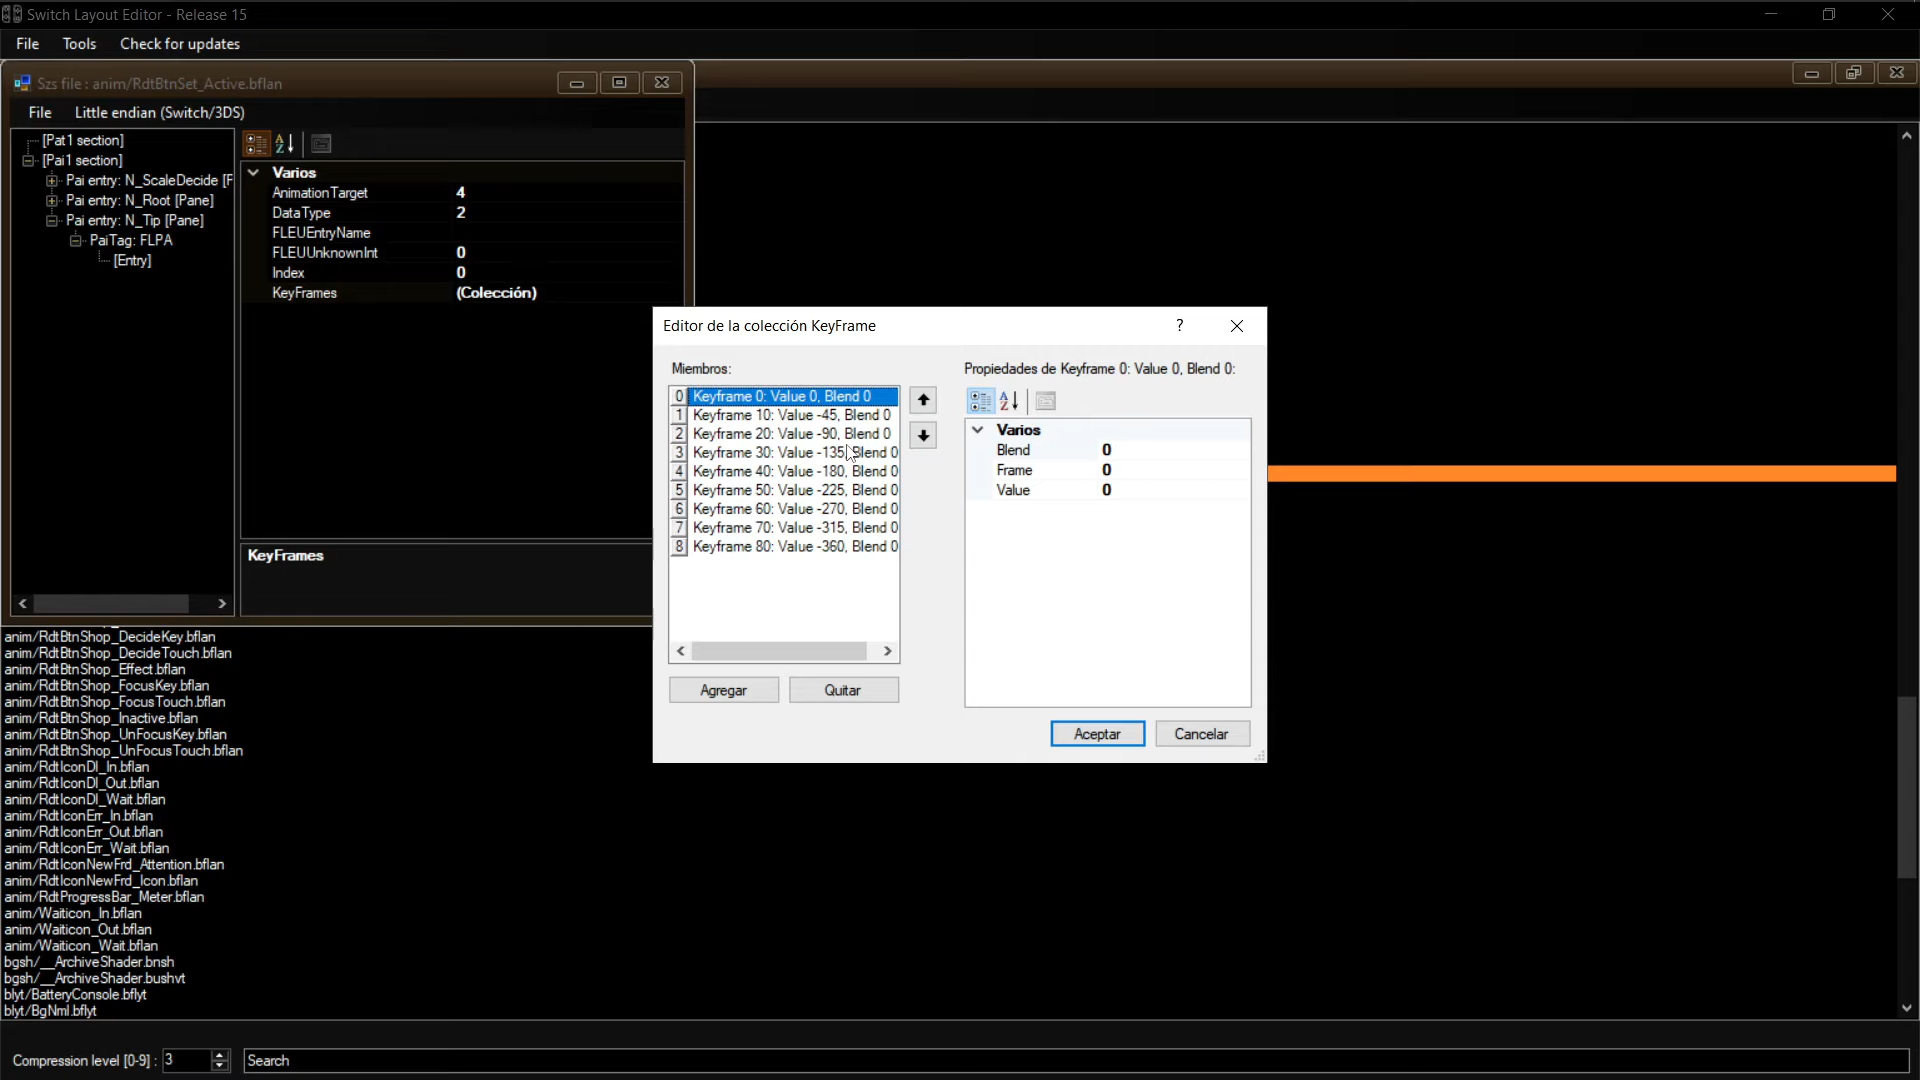 Switch Layout Editor - Release 15
File Tools Check for updates
Szs file : anim/RdtBtnSet_Active.bflan
File Little endian (Switch/3DS)
[Pat1 section]
[Pai1 section]
Pai entry: N_ScaleDecide [F
Pai entry: N_Root [Pane]
Pai entry: N_Tip [Pane]
PaiTag: FLPA
[Entry]
Varios
AnimationTarget 4
DataType 2
FLEUEntryName
FLEUUnknownInt 0
Index 0
KeyFrames (Colección)
KeyFrames
Editor de la colección KeyFrame
?
Miembros:
0 Keyframe 0: Value 0, Blend 0
1 Keyframe 10: Value -45, Blend 0
2 Keyframe 20: Value -90, Blend 0
3 Keyframe 30: Value -135, Blend 0
4 Keyframe 40: Value -180, Blend 0
5 Keyframe 50: Value -225, Blend 0
6 Keyframe 60: Value -270, Blend 0
7 Keyframe 70: Value -315, Blend 0
8 Keyframe 80: Value -360, Blend 0
Agregar Quitar
Propiedades de Keyframe 0: Value 0, Blend 0:
Varios
Blend 0
Frame 0
Value 0
Aceptar Cancelar
anim/RdtBtnShop_DecideKey.bflan
anim/RdtBtnShop_DecideTouch.bflan
anim/RdtBtnShop_Effect.bflan
anim/RdtBtnShop_FocusKey.bflan
anim/RdtBtnShop_FocusTouch.bflan
anim/RdtBtnShop_Inactive.bflan
anim/RdtBtnShop_UnFocusKey.bflan
anim/RdtBtnShop_UnFocusTouch.bflan
anim/RdtIconDl_In.bflan
anim/RdtIconDl_Out.bflan
anim/RdtIconDl_Wait.bflan
anim/RdtIconErr_In.bflan
anim/RdtIconErr_Out.bflan
anim/RdtIconErr_Wait.bflan
anim/RdtIconNewFrd_Attention.bflan
anim/RdtIconNewFrd_Icon.bflan
anim/RdtProgressBar_Meter.bflan
anim/Waiticon_In.bflan
anim/Waiticon_Out.bflan
anim/Waiticon_Wait.bflan
bgsh/__ArchiveShader.bnsh
bgsh/__ArchiveShader.bushvt
blyt/BatteryConsole.bflyt
blyt/BgNml.bflyt
Compression level [0-9] : 3 Search